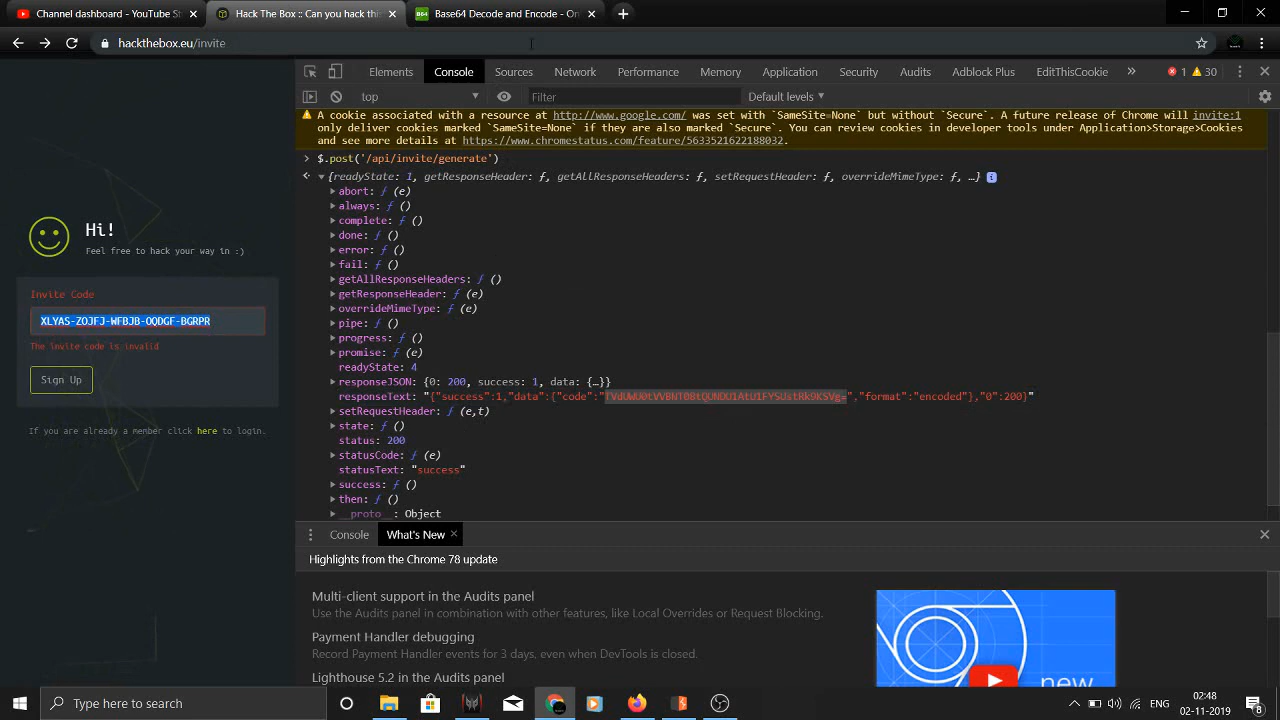 Channel dashboard - YouTube St
Hack The Box :: Can you hack thi
B64
Base64 Decode and Encode - On
hackthebox.eu/invite
Elements
Console
Sources
Network
Performance
Memory
Application
Security
Audits
Adblock Plus
EditThisCookie
»
1
30
top
Filter
Default levels
A cookie associated with a resource at http://www.google.com/ was set with `SameSite=None` but without `Secure`. A future release of Chrome will invite:1
only deliver cookies marked `SameSite=None` if they are also marked `Secure`. You can review cookies in developer tools under Application>Storage>Cookies
and see more details at https://www.chromestatus.com/feature/5633521622188032.
$.post('/api/invite/generate')
{readyState: 1, getResponseHeader: ƒ, getAllResponseHeaders: ƒ, setRequestHeader: ƒ, overrideMimeType: ƒ, …}
abort: ƒ (e)
always: ƒ ()
complete: ƒ ()
done: ƒ ()
error: ƒ ()
fail: ƒ ()
getAllResponseHeaders: ƒ ()
getResponseHeader: ƒ (e)
overrideMimeType: ƒ (e)
pipe: ƒ ()
progress: ƒ ()
promise: ƒ (e)
readyState: 4
responseJSON: {0: 200, success: 1, data: {…}}
responseText: "{"success":1,"data":{"code":"","format":"encoded"},"0":200}"
setRequestHeader: ƒ (e,t)
state: ƒ ()
status: 200
statusCode: ƒ (e)
statusText: "success"
success: ƒ ()
then: ƒ ()
__proto__: Object
Hi!
Feel free to hack your way in :)
Invite Code
XLYAS-ZOJFJ-WFBJB-OQDGF-BGRPR
The invite code is invalid
Sign Up
If you are already a member click here to login.
Console
What's New
Highlights from the Chrome 78 update
Multi-client support in the Audits panel
Use the Audits panel in combination with other features, like Local Overrides or Request Blocking.
Payment Handler debugging
Record Payment Handler events for 3 days, even when DevTools is closed.
Lighthouse 5.2 in the Audits panel
new
Type here to search
ENG
02:48
02-11-2019
8